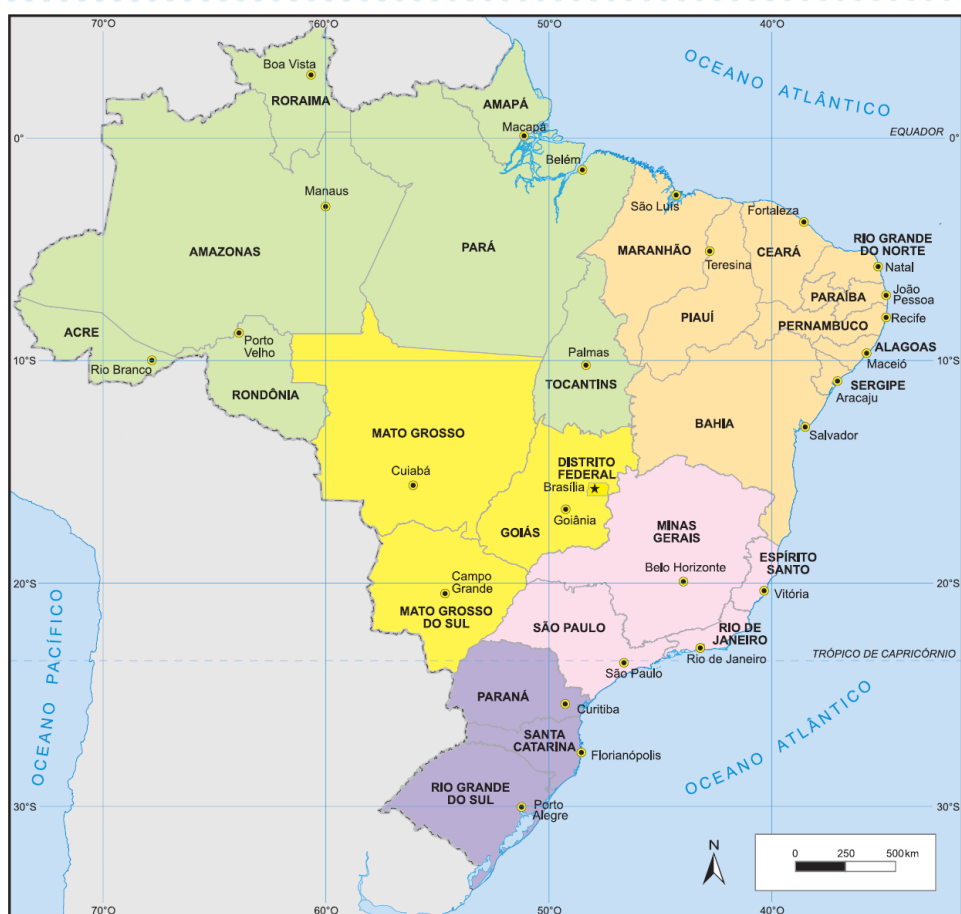 70°O
60°O
50°O
40°O
OCEANO ATLÂNTICO
Boa Vista
RORAIMA
AMAPÁ
Macapá
EQUADOR
0°
0°
Belém
Manaus
São Luís
Fortaleza
AMAZONAS
PARÁ
MARANHÃO
Teresina
CEARÁ
RIO GRANDE
DO NORTE
Natal
João
Pessoa
PARAÍBA
PIAUÍ
PERNAMBUCO
Recife
ACRE
Porto
Velho
Rio Branco
Palmas
ALAGOAS
Maceió
10°S
10°S
RONDÔNIA
TOCANTINS
SERGIPE
Aracaju
MATO GROSSO
BAHIA
Salvador
Cuiabá
DISTRITO
FEDERAL
Brasília
Goiânia
GOIÁS
MINAS
GERAIS
Belo Horizonte
ESPÍRITO
SANTO
Vitória
20°S
20°S
Campo
Grande
MATO GROSSO
DO SUL
SÃO PAULO
RIO DE
JANEIRO
Rio de Janeiro
São Paulo
TRÓPICO DE CAPRICÓRNIO
OCEANO PACÍFICO
PARANÁ
Curitiba
SANTA
CATARINA
Florianópolis
OCEANO ATLÂNTICO
RIO GRANDE
DO SUL
Porto
Alegre
30°S
30°S
N
0 250 500 km
70°O
60°O
50°O
40°O